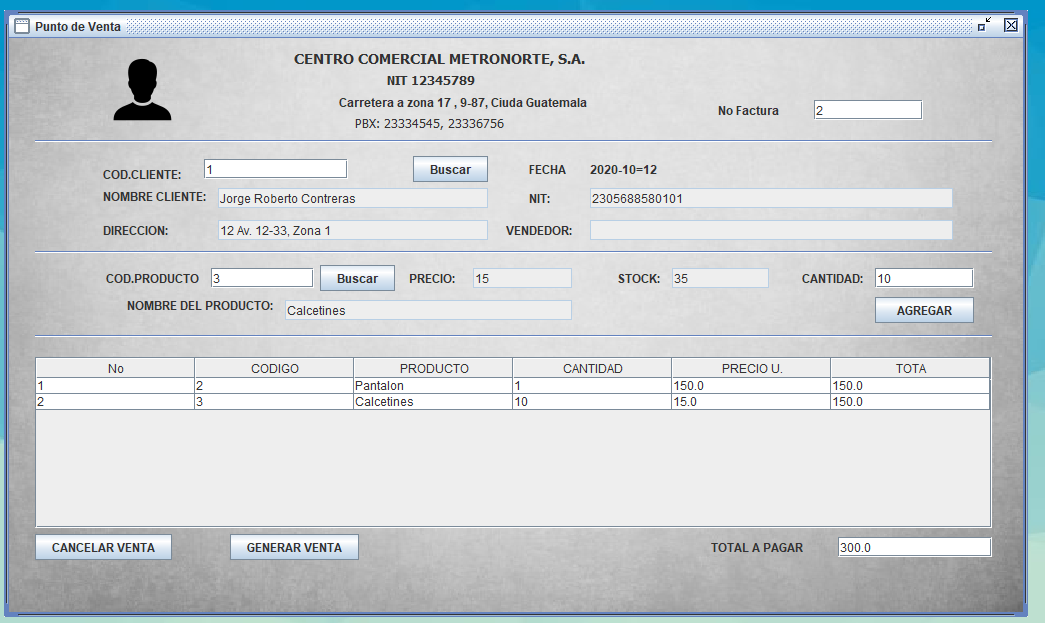 Punto de Venta
CENTRO COMERCIAL METRONORTE, S.A.
NIT 12345789
Carretera a zona 17 , 9-87, Ciuda Guatemala
PBX: 23334545, 23336756
No Factura 2
COD.CLIENTE: 1 Buscar FECHA 2020-10=12
NOMBRE CLIENTE: Jorge Roberto Contreras NIT: 2305688580101
DIRECCION: 12 Av. 12-33, Zona 1 VENDEDOR:
COD.PRODUCTO 3 Buscar PRECIO: 15 STOCK: 35 CANTIDAD: 10
NOMBRE DEL PRODUCTO: Calcetines AGREGAR
No CODIGO PRODUCTO CANTIDAD PRECIO U. TOTA
1 2 Pantalon 1 150.0 150.0
2 3 Calcetines 10 15.0 150.0
CANCELAR VENTA GENERAR VENTA TOTAL A PAGAR 300.0